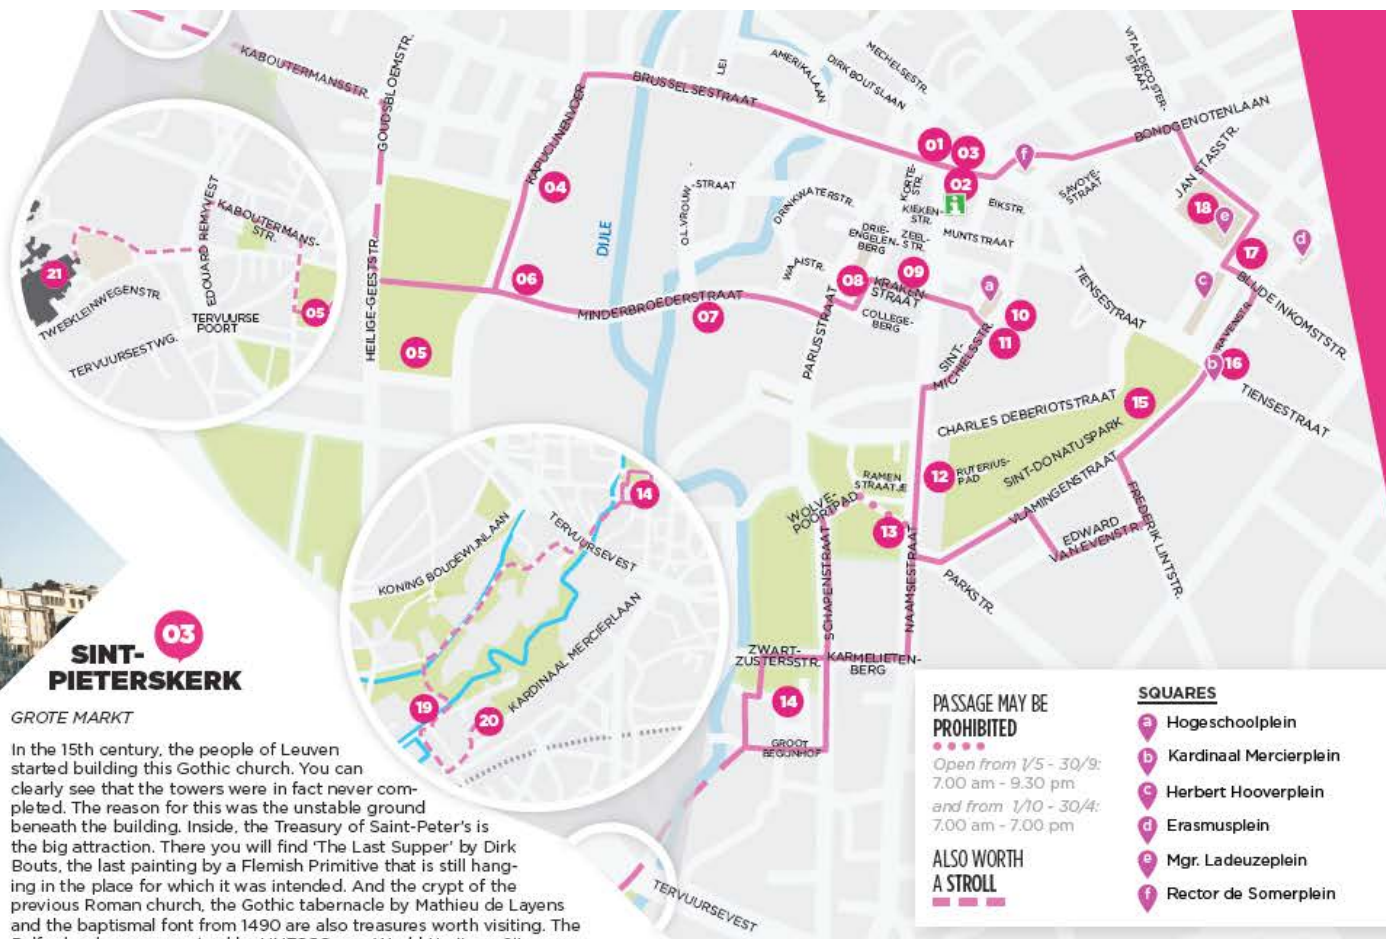 KABOUTERMANSSTR.
GOUDSBLOEMSTR.
KAPUCIJNENVOER
BRUSSELSESTRAAT
LEI
AMERIKALAAN
DIRK BOUTSLAAN
MECHELSESTR.
VITAL DECOSTER-
STRAAT
BONDGENOTENLAAN
JAN STASSTR.
01
03
02
i
f
KORTE-
STR.
SAVOYE-
STRAAT
EIKSTR.
KIEKEN-
STR.
ZEEL-
STR.
MUNTSTRAAT
18
e
17
d
c
BLIJDE INKOMSTSTR.
RAVENSTR.
b
16
TIENSESTRAAT
TIENSESTRAAT
04
O.L.VROUW-
-STRAAT
DRINKWATERSTR.
DRIE-
ENGELEN-
BERG
WAAISTR.
DIJLE
HEILIGE-GEESTSTR.
06
MINDERBROEDERSTRAAT
07
08
09
KRAKEN-
STRAAT
COLLEGE-
BERG
PARIJSSTRAAT
a
10
11
SINT-
MICHIELSSTR.
05
21
EDOUARD REMYVEST
KABOUTERMANS-
STR.
05
TWEEKLEINWEGENSTR.
TERVUURSE
POORT
TERVUURSESTWG.
CHARLES DEBERIOTSTRAAT
15
12
RIJTERIUS-
PAD
SINT-DONATUSPARK
VLAMINGENSTRAAT
EDWARD
VAN EVENSTR.
FREDERIK LINTSTR.
RAMEN
STRAATJE
WOLVE-
POORTPAD
13
SCHAPENSTRAAT
NAAMSESTRAAT
PARKSTR.
ZWART-
ZUSTERSSTR.
KARMELIETEN-
BERG
14
GROOT
BEGIJNHOF
14
TERVUURSEVEST
KONING BOUDEWIJNLAAN
KARDINAAL MERCIERLAAN
19
20
TERVUURSEVEST
03
SINT-
PIETERSKERK
GROTE MARKT
In the 15th century, the people of Leuven
started building this Gothic church. You can
clearly see that the towers were in fact never com-
pleted. The reason for this was the unstable ground
beneath the building. Inside, the Treasury of Saint-Peter's is
the big attraction. There you will find 'The Last Supper' by Dirk
Bouts, the last painting by a Flemish Primitive that is still hang-
ing in the place for which it was intended. And the crypt of the
previous Roman church, the Gothic tabernacle by Mathieu de Layens
and the baptismal font from 1490 are also treasures worth visiting. The
PASSAGE MAY BE
PROHIBITED
Open from 1/5 - 30/9:
7.00 am - 9.30 pm
and from 1/10 - 30/4:
7.00 am - 7.00 pm
ALSO WORTH
A STROLL
SQUARES
a Hogeschoolplein
b Kardinaal Mercierplein
c Herbert Hooverplein
d Erasmusplein
e Mgr. Ladeuzeplein
f Rector de Somerplein